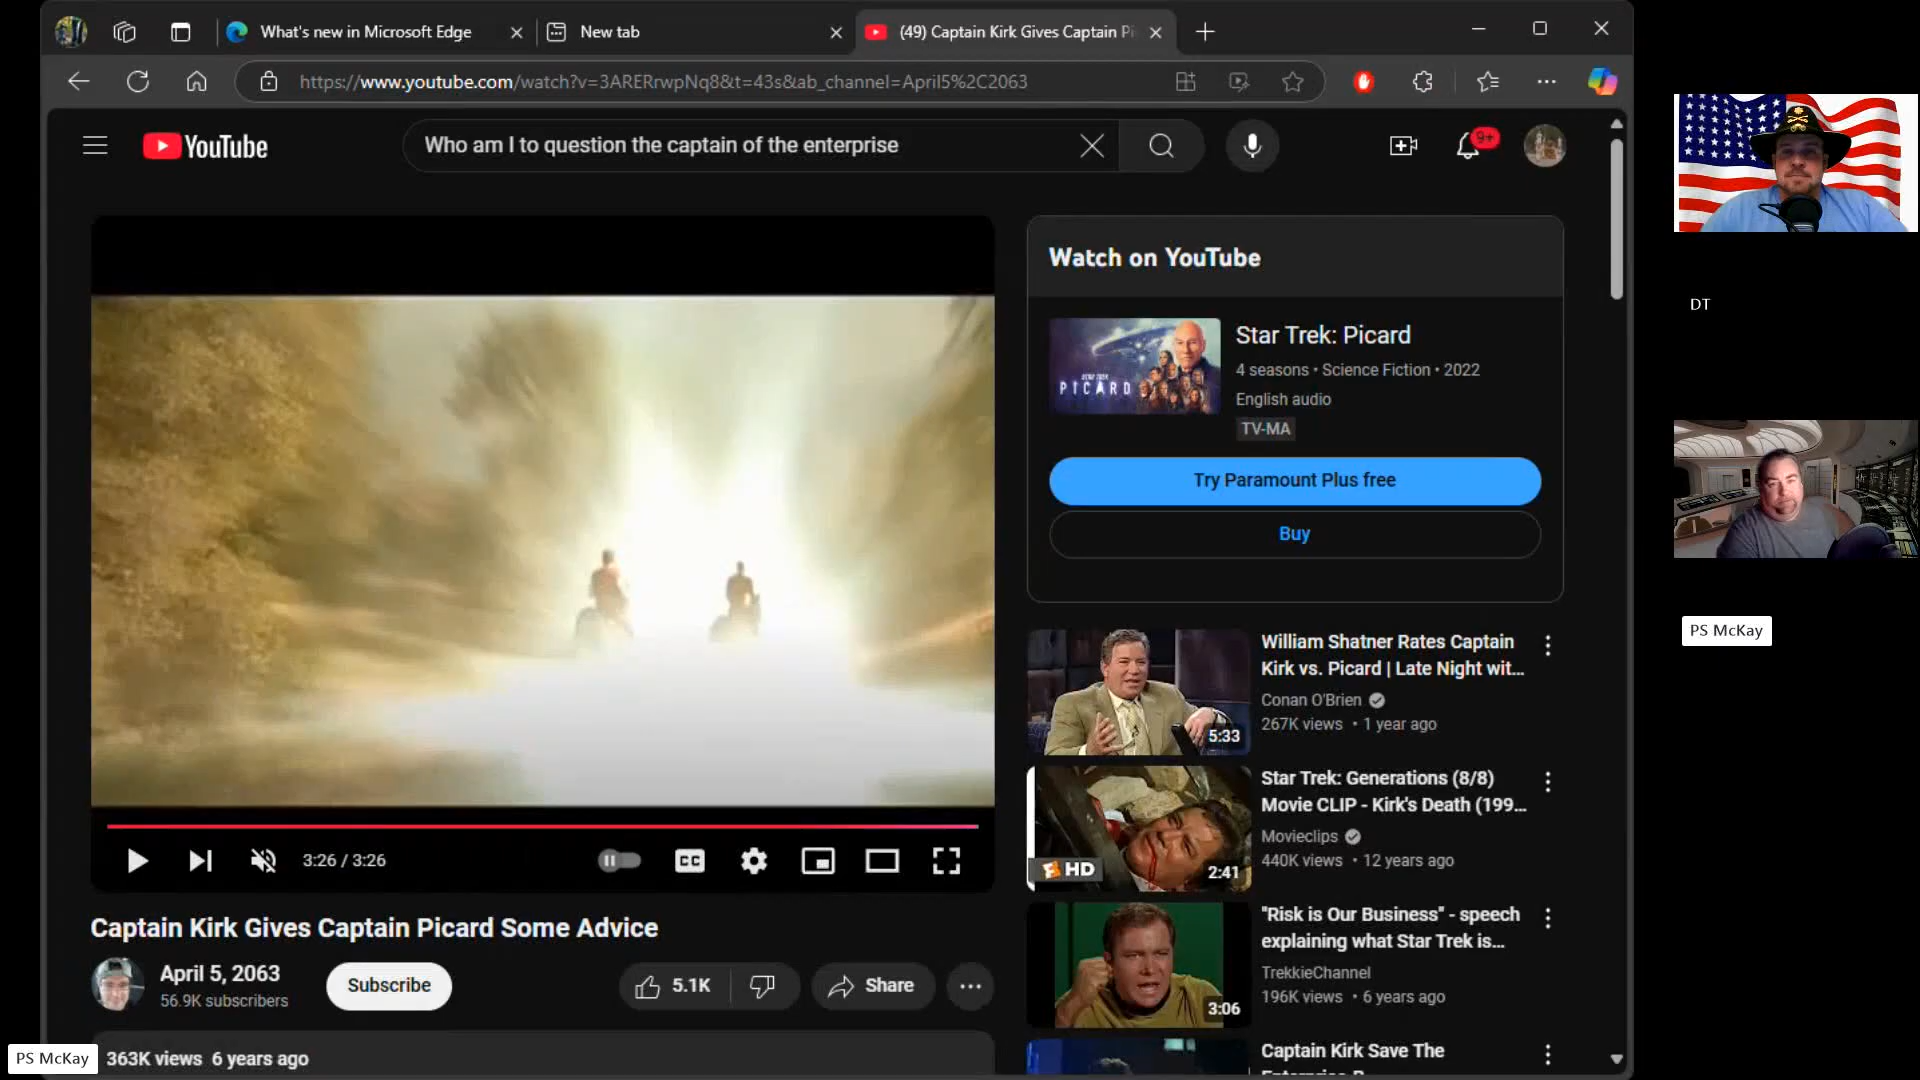 What's new in Microsoft Edge
New tab
(49) Captain Kirk Gives Captain Pi
https://www.youtube.com/watch?v=3ARERrwpNq8&t=43s&ab_channel=April5%2C2063
YouTube
Who am I to question the captain of the enterprise
9+
Watch on YouTube
STAR TREK
PICARD
Star Trek: Picard
4 seasons • Science Fiction • 2022
English audio
TV-MA
Try Paramount Plus free
Buy
DT
PS McKay
3:26 / 3:26
CC
Captain Kirk Gives Captain Picard Some Advice
April 5, 2063
56.9K subscribers
Subscribe
5.1K
Share
363K views 6 years ago
PS McKay
William Shatner Rates Captain
Kirk vs. Picard | Late Night wit...
Conan O'Brien
267K views • 1 year ago
5:33
Star Trek: Generations (8/8)
Movie CLIP - Kirk's Death (199...
Movieclips
440K views • 12 years ago
HD
2:41
"Risk is Our Business" - speech
explaining what Star Trek is...
TrekkieChannel
196K views • 6 years ago
3:06
Captain Kirk Save The